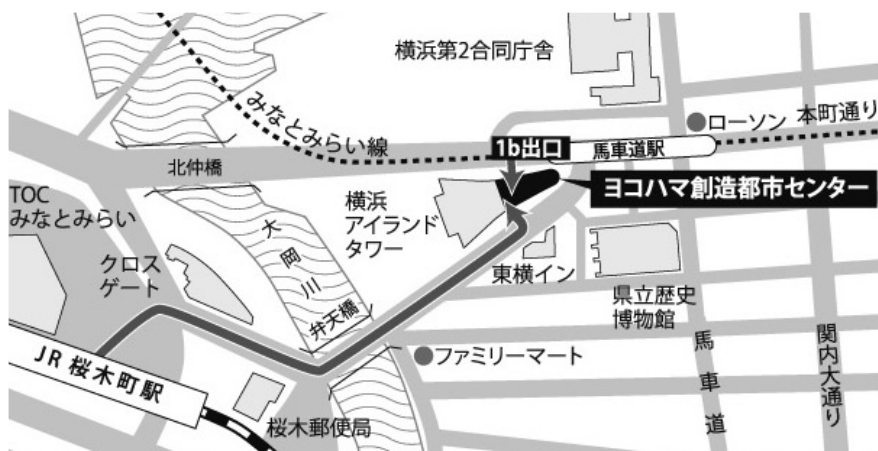 横浜第2合同庁舎
みなとみらい線
ローソン
本町通り
1b出口
馬車道駅
北仲橋
ヨコハマ創造都市センター
TOC
みなとみらい
横浜
アイランド
タワー
大岡川
クロス
ゲート
東横イン
県立歴史
博物館
弁天橋
ファミリーマート
馬車道
関内大通り
JR 桜木町駅
桜木郵便局